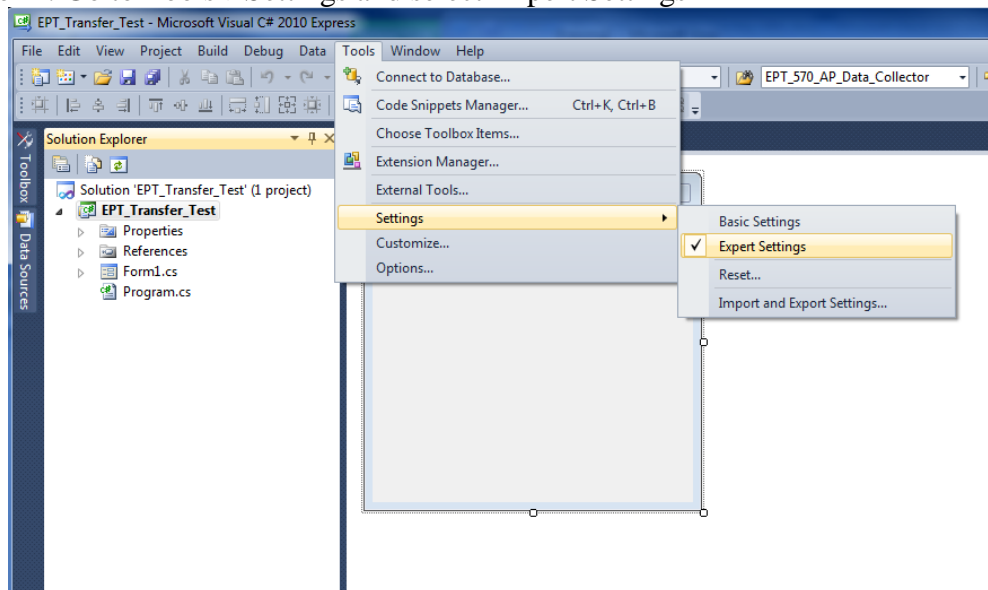 EPT_Transfer_Test - Microsoft Visual C# 2010 Express
File Edit View Project Build Debug Data Tools Window Help
EPT_570_AP_Data_Collector
Connect to Database...
Code Snippets Manager... Ctrl+K, Ctrl+B
Choose Toolbox Items...
Extension Manager...
External Tools...
Settings
Customize...
Options...
Basic Settings
Expert Settings
Reset...
Import and Export Settings...
Toolbox
Data Sources
Solution Explorer
Solution 'EPT_Transfer_Test' (1 project)
EPT_Transfer_Test
Properties
References
Form1.cs
Program.cs